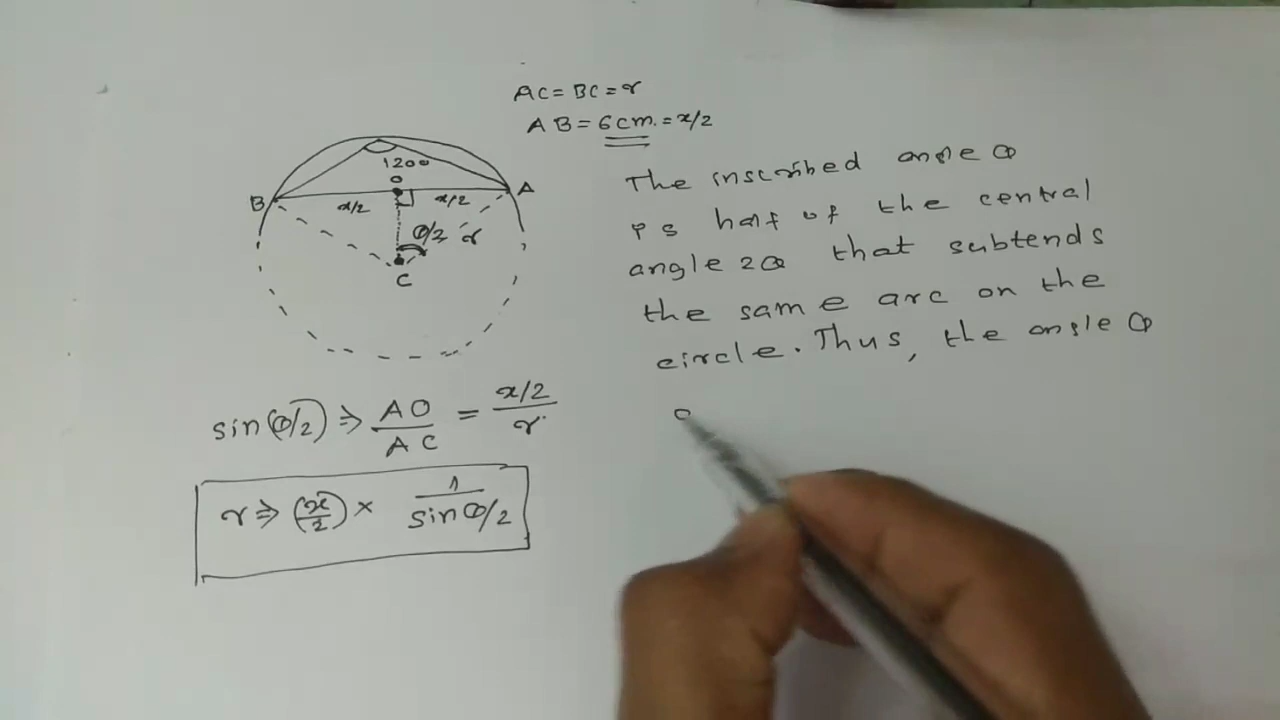 AC = BC = r
AB = 6cm. = x/2
120°
O
B
A
x/2
x/2
θ/2
r
C
The inscribed angle θ
is half of the central
angle 2θ that subtends
the same arc on the
circle. Thus, the angle θ
sin(θ/2) ⇒ AO/AC = x/2/r
r ⇒ (x/2) × 1/sin θ/2